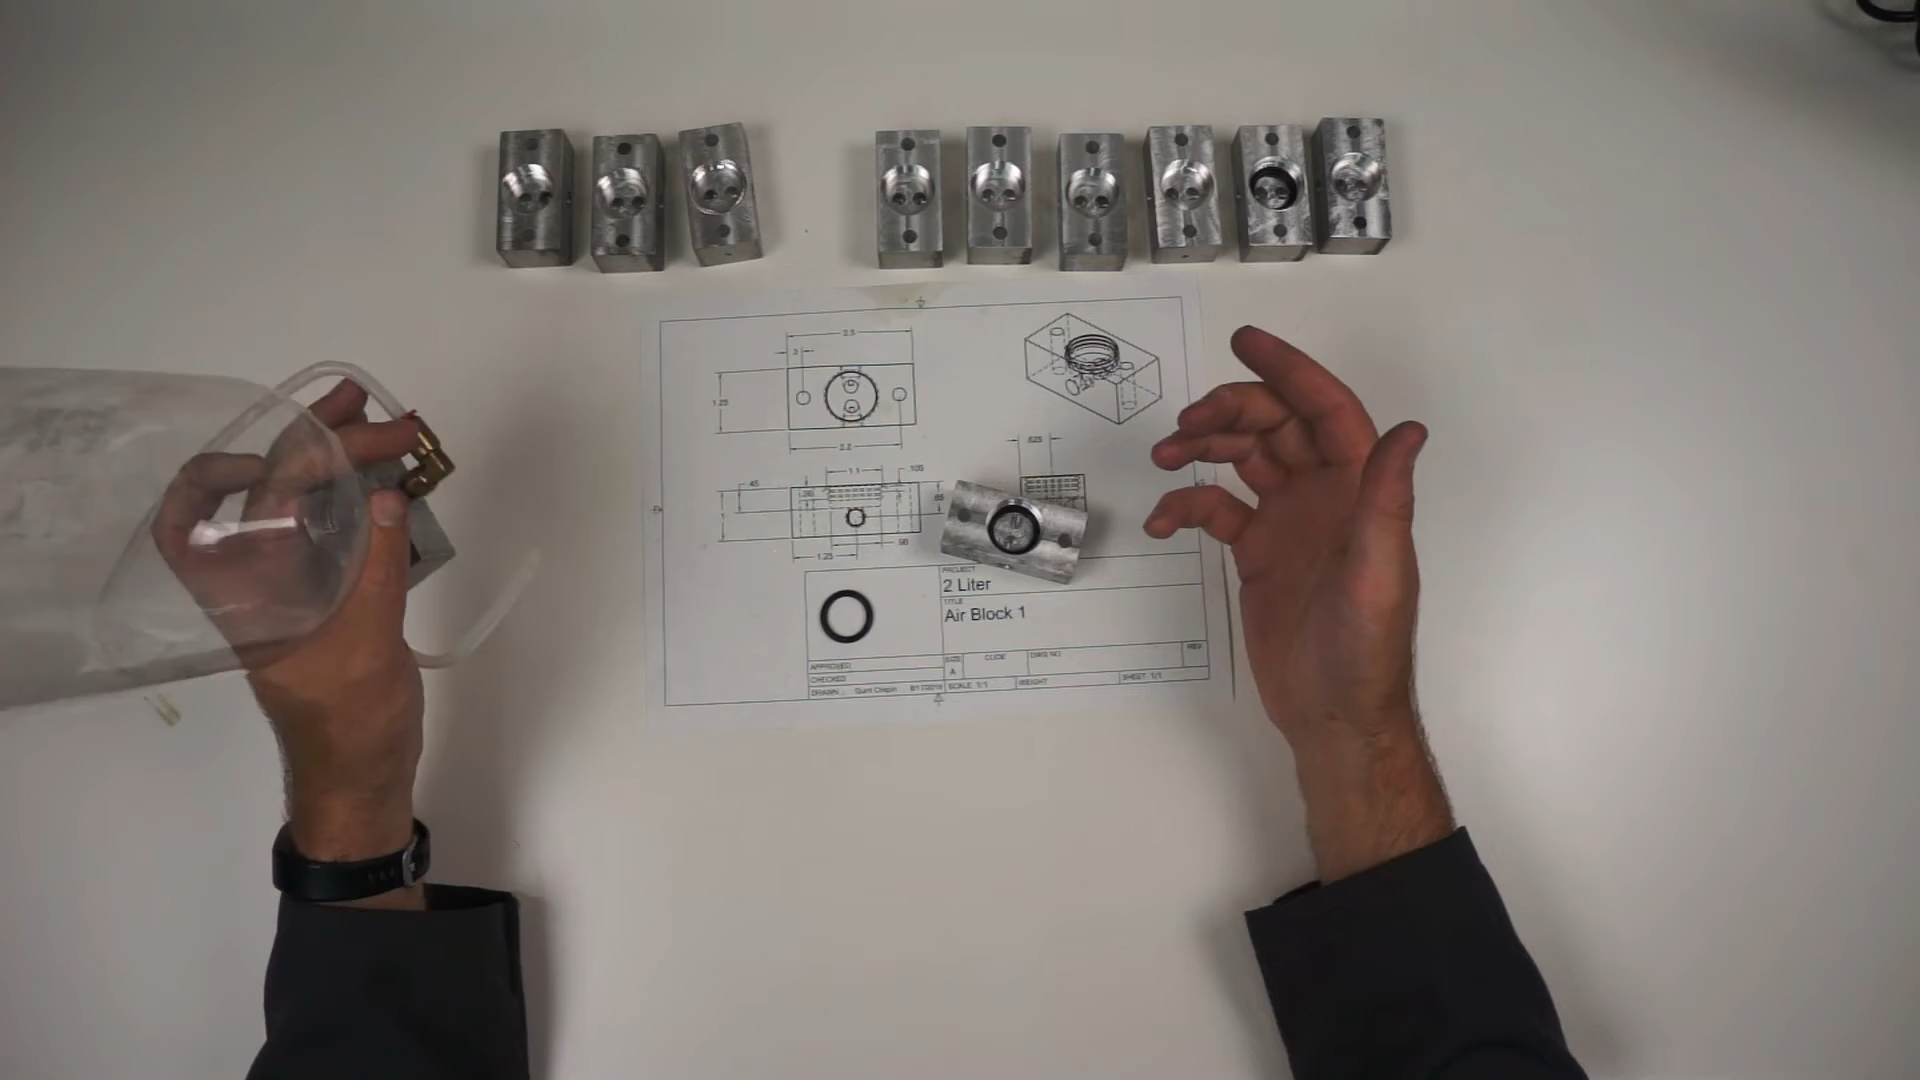 2.5
.3
1.25
2.2
.625
1.1
.105
.45
1.25
PROJECT
2 Liter
TITLE
Air Block 1
APPROVED
SIZE
CODE
DWG NO
REV
CHECKED
A
DRAWN
SCALE 1/1
WEIGHT
SHEET 1/1